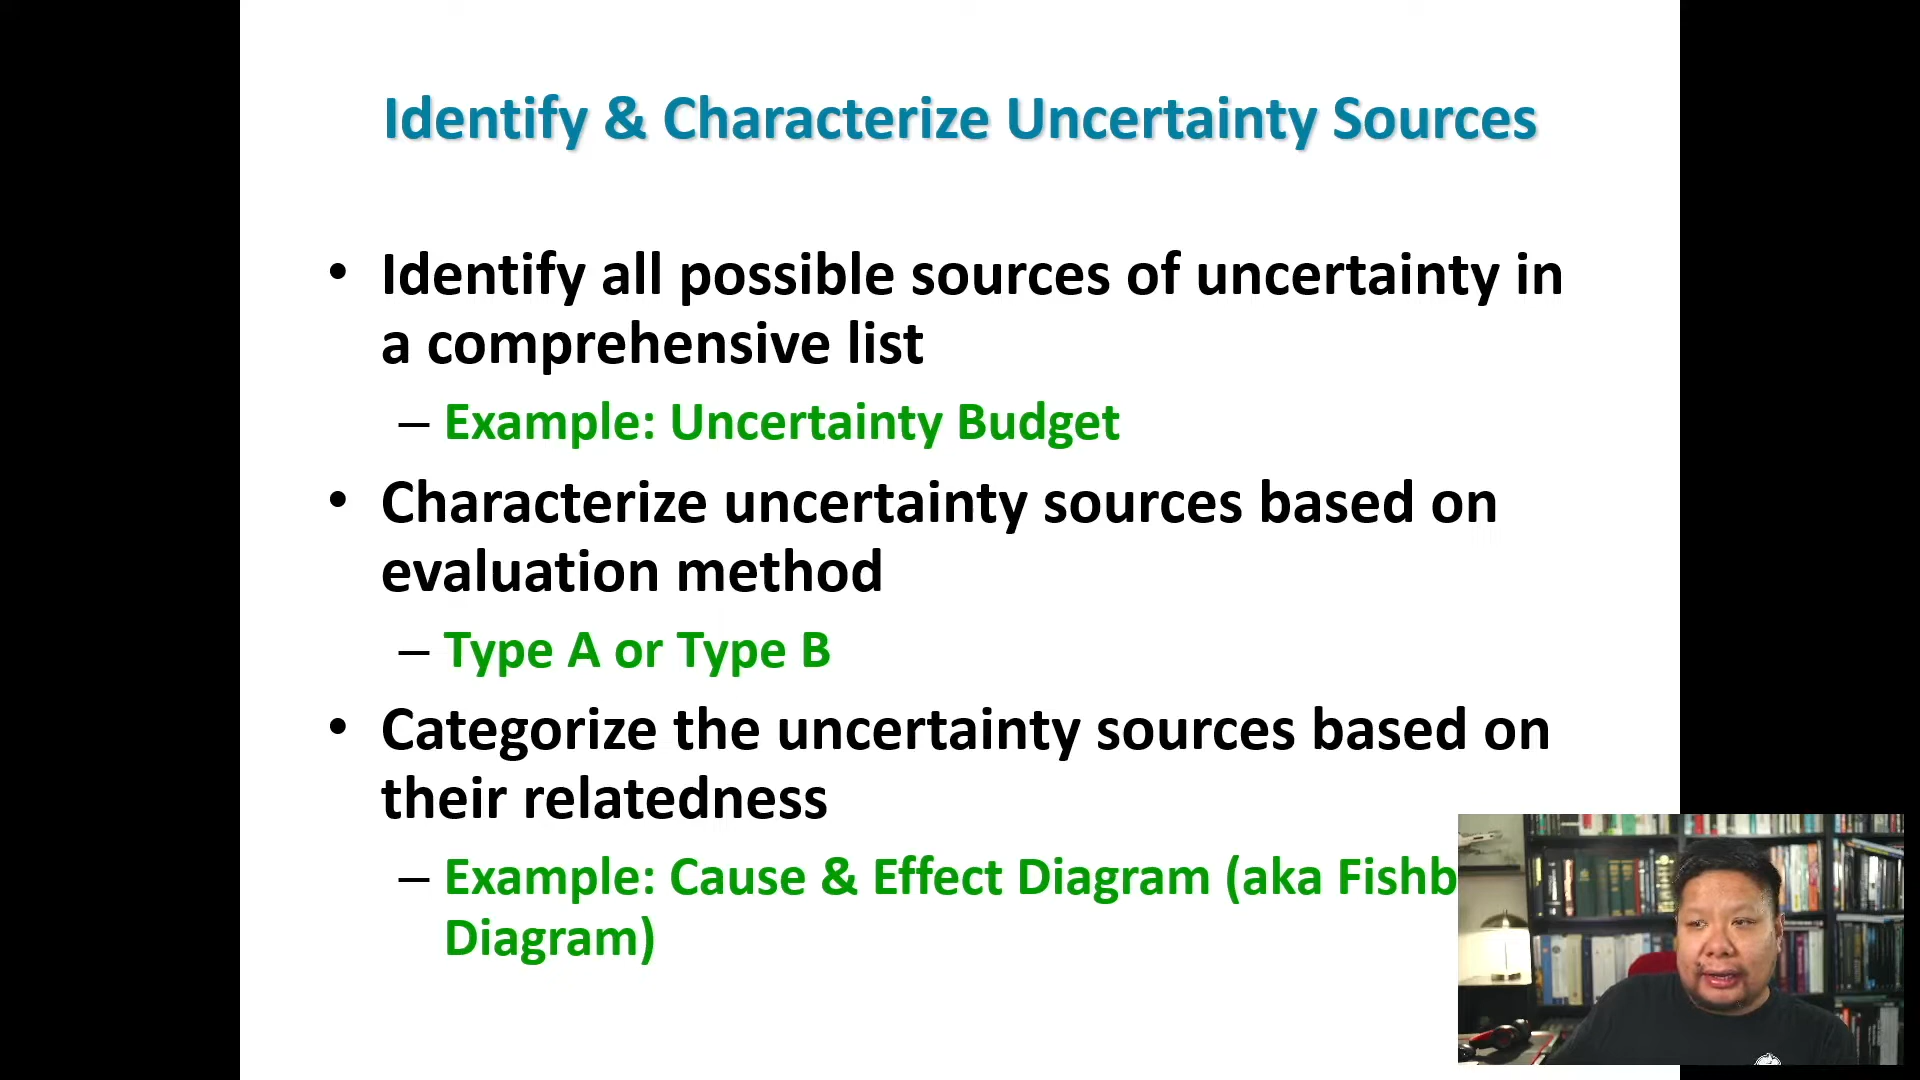 Identify & Characterize Uncertainty Sources
• Identify all possible sources of uncertainty in
a comprehensive list
– Example: Uncertainty Budget
• Characterize uncertainty sources based on
evaluation method
– Type A or Type B
• Categorize the uncertainty sources based on
their relatedness
– Example: Cause & Effect Diagram (aka Fishb
Diagram)